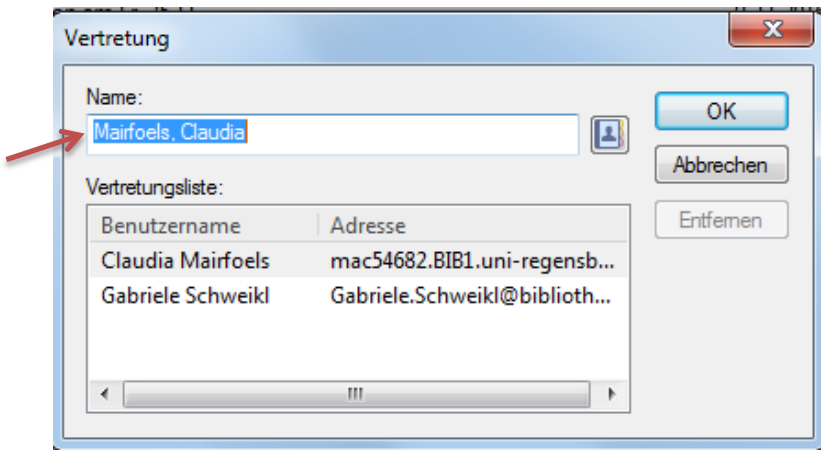 Vertretung
Name:
Mairfoels, Claudia
OK
Abbrechen
Entfernen
Vertretungsliste:
Benutzername Adresse
Claudia Mairfoels mac54682.BIB1.uni-regensb...
Gabriele Schweikl Gabriele.Schweikl@biblioth...